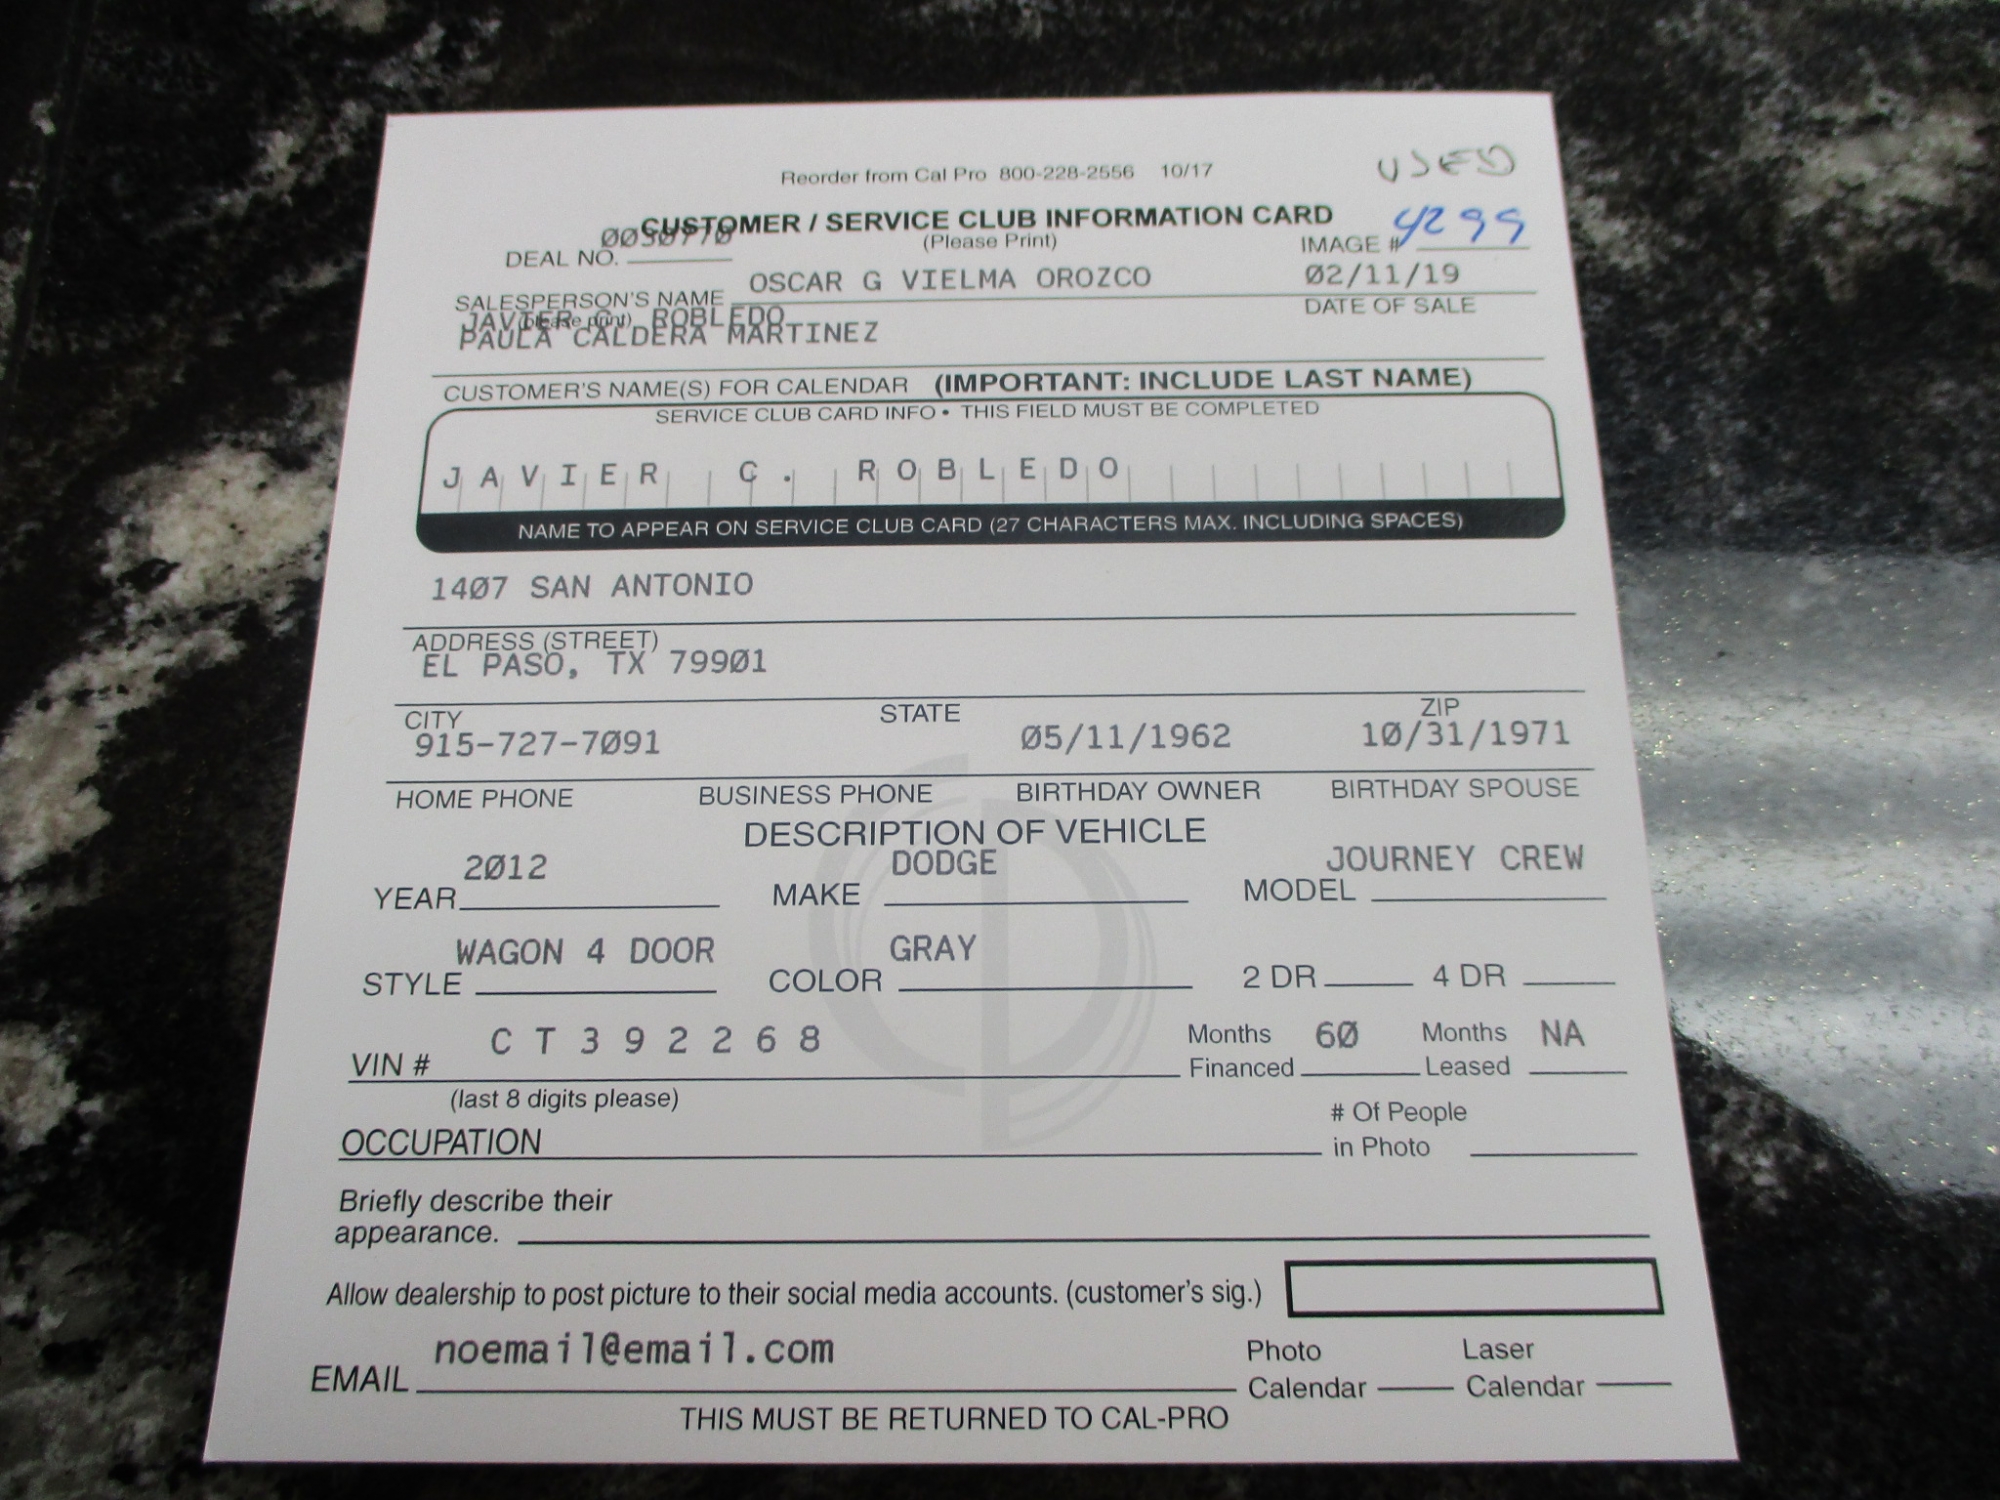 Reorder from Cal Pro 800-228-2556 10/17
USED
CUSTOMER / SERVICE CLUB INFORMATION CARD
(Please Print)
DEAL NO.
IMAGE # 4299
OSCAR G VIELMA OROZCO 02/11/19
SALESPERSON'S NAME DATE OF SALE
(please print)
JAVIER C. ROBLEDO
PAULA CALDERA MARTINEZ
CUSTOMER'S NAME(S) FOR CALENDAR (IMPORTANT: INCLUDE LAST NAME)
SERVICE CLUB CARD INFO • THIS FIELD MUST BE COMPLETED
JAVIER C. ROBLEDO
NAME TO APPEAR ON SERVICE CLUB CARD (27 CHARACTERS MAX. INCLUDING SPACES)
1407 SAN ANTONIO
ADDRESS (STREET)
EL PASO, TX 79901
CITY STATE ZIP
915-727-7091 05/11/1962 10/31/1971
HOME PHONE BUSINESS PHONE BIRTHDAY OWNER BIRTHDAY SPOUSE
DESCRIPTION OF VEHICLE
2012 DODGE JOURNEY CREW
YEAR MAKE MODEL
WAGON 4 DOOR GRAY
STYLE COLOR 2 DR 4 DR
CT392268 Months 60 Months NA
VIN # Financed Leased
(last 8 digits please)
# Of People
OCCUPATION in Photo
Briefly describe their
appearance.
Allow dealership to post picture to their social media accounts. (customer's sig.)
noemail@email.com Photo Laser
EMAIL Calendar Calendar
THIS MUST BE RETURNED TO CAL-PRO